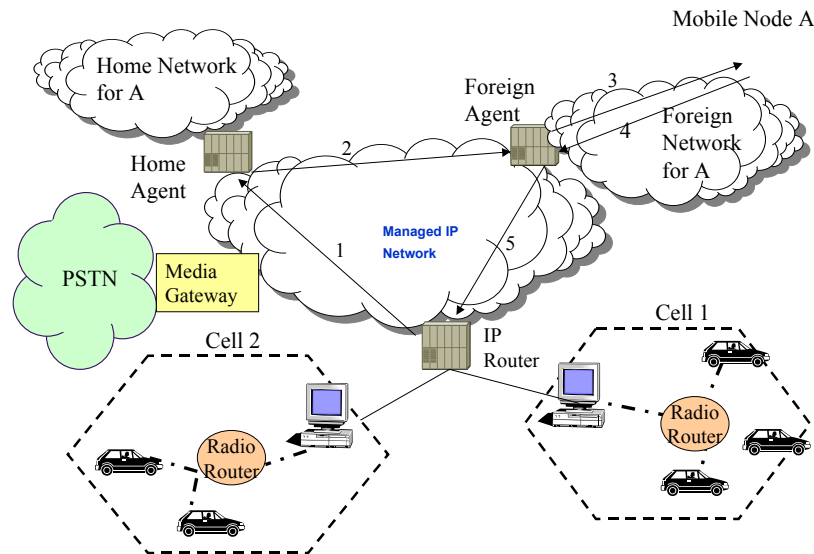 Mobile Node A
Home Network
for A
Foreign
Agent
3
4
Foreign
Network
for A
Home
Agent
2
1
Managed IP
Network
5
PSTN
Media
Gateway
IP
Router
Cell 2
Cell 1
Radio
Router
Radio
Router